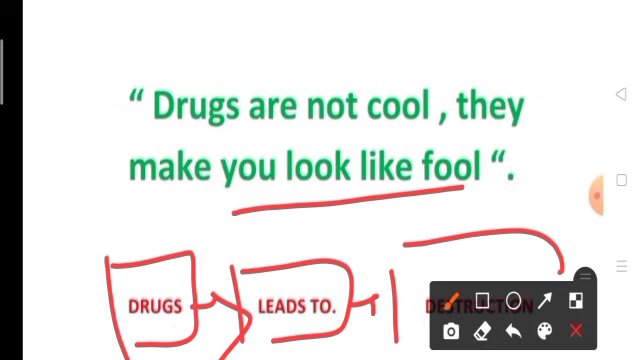 “ Drugs are not cool , they
make you look like fool “.
DRUGS LEADS TO. DESTRUCTION